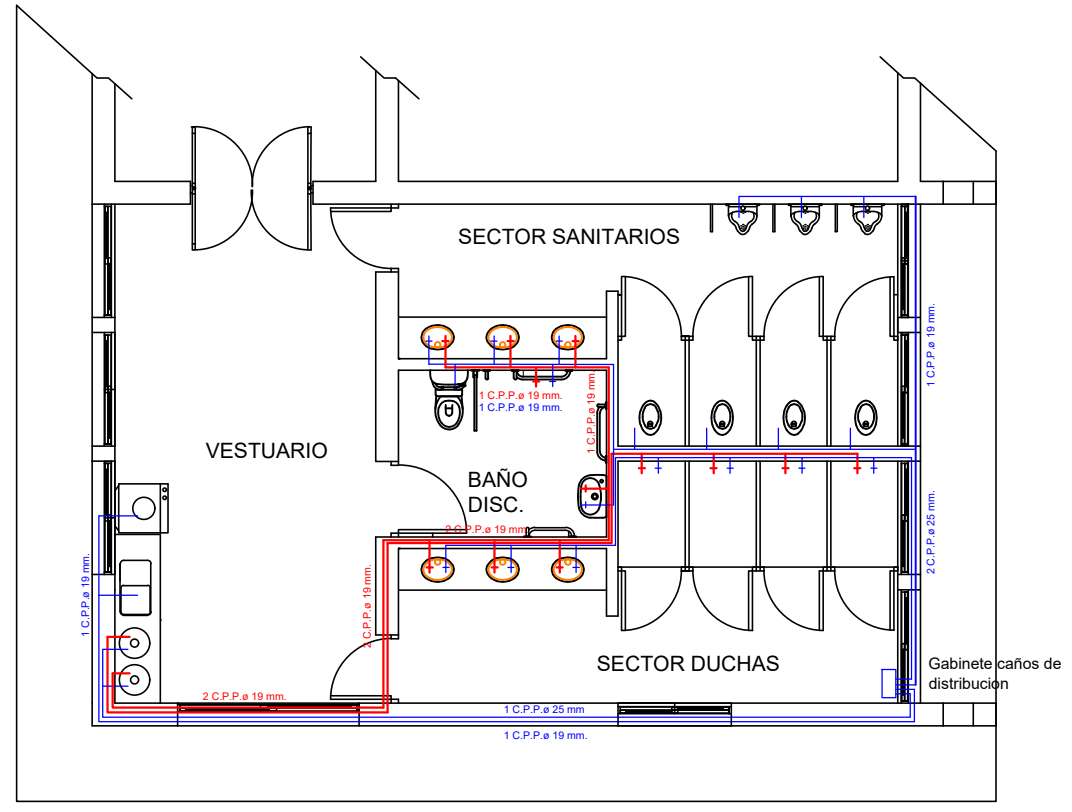 SECTOR SANITARIOS
1 C.P.P.ø 19 mm.
1 C.P.P.ø 19 mm.
1 C.P.P.ø 19 mm.
1 C.P.P.ø 19 mm.
VESTUARIO
BAÑO
DISC.
2 C.P.P.ø 19 mm.
2 C.P.P.ø 25 mm.
1 C.P.P.ø 19 mm.
2 C.P.P.ø 19 mm.
SECTOR DUCHAS
Gabinete caños de
distribucion
2 C.P.P.ø 19 mm.
1 C.P.P.ø 25 mm
1 C.P.P.ø 19 mm.